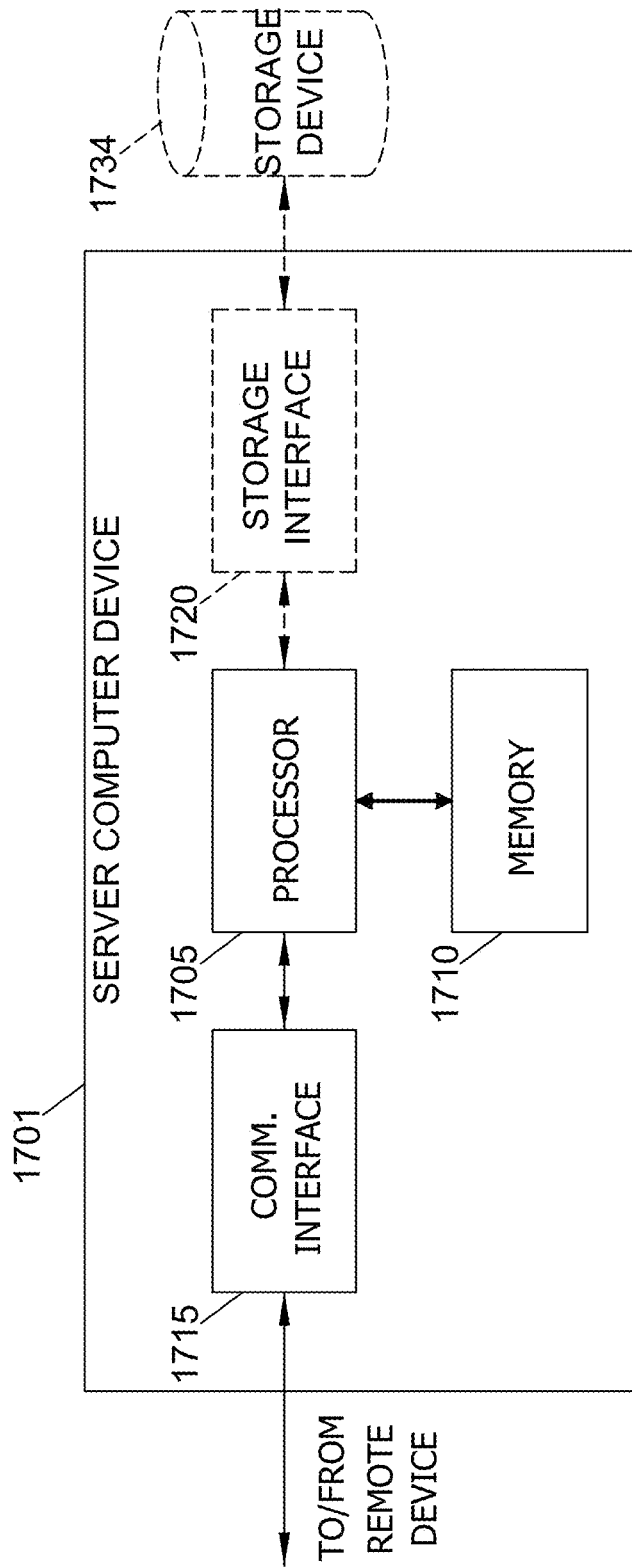 1701
SERVER COMPUTER DEVICE
1734
STORAGE
DEVICE
1715
COMM.
INTERFACE
1705
PROCESSOR
1720
STORAGE
INTERFACE
TO/FROM
REMOTE
DEVICE
1710
MEMORY